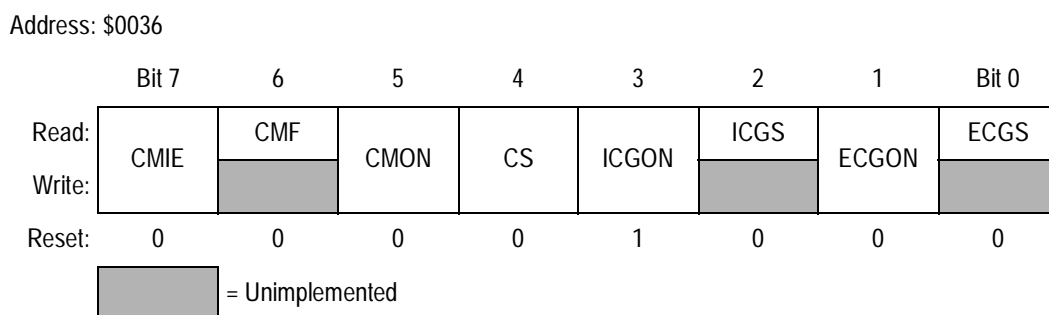 Address: $0036
Bit 7 6 5 4 3 2 1 Bit 0
Read: CMIE CMF CMON CS ICGON ICGS ECGON ECGS
Write:
Reset: 0 0 0 0 1 0 0 0
= Unimplemented